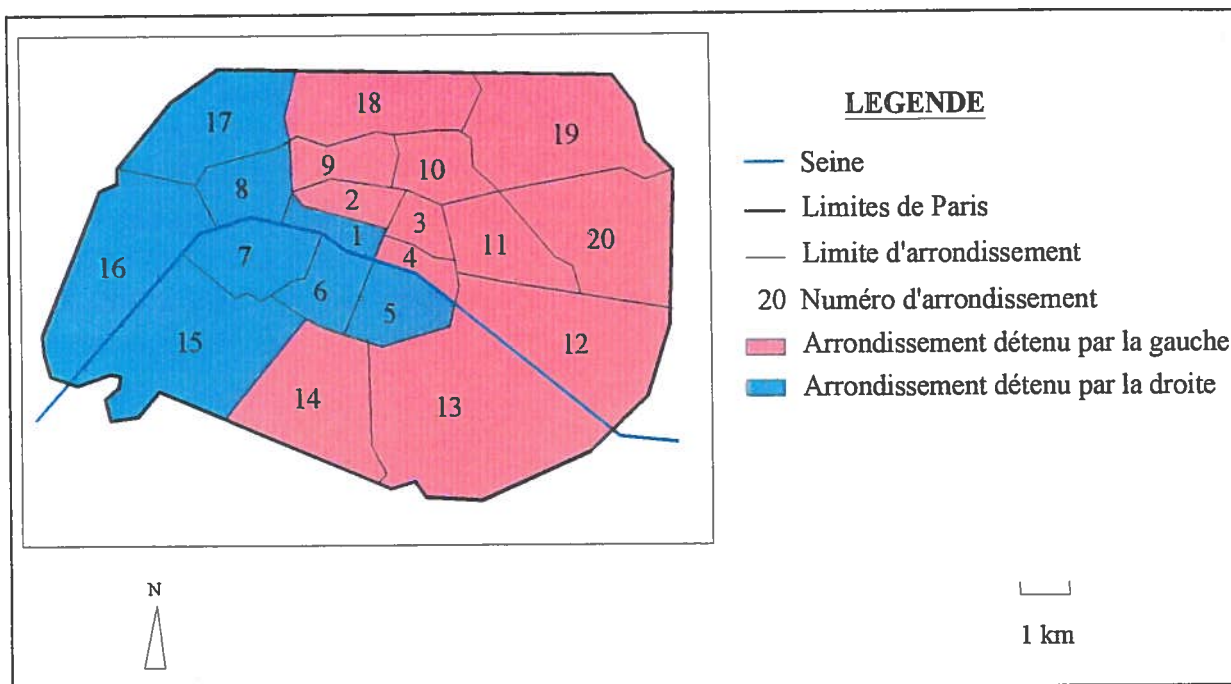 LEGENDE
Seine
Limites de Paris
Limite d'arrondissement
20 Numéro d'arrondissement
Arrondissement détenu par la gauche
Arrondissement détenu par la droite
17
18
19
9
10
8
2
3
1
11
20
16
7
4
6
5
15
12
14
13
N
1 km